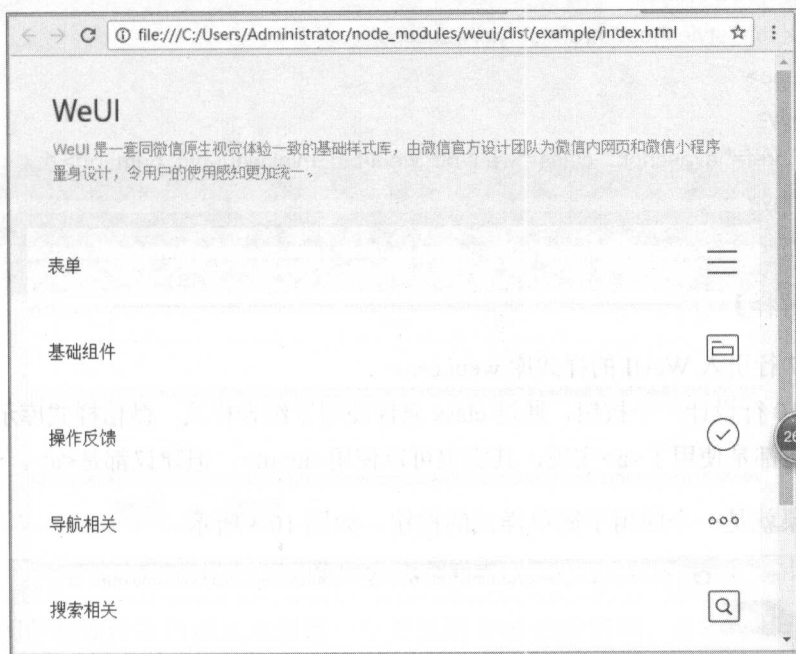 file:///C:/Users/Administrator/node_modules/weui/dist/example/index.html
WeUI
WeUI 是一套同微信原生视觉体验一致的基础样式库，由微信官方设计团队为微信内网页和微信小程序
量身设计，令用户的使用感知更加统一。
表单
基础组件
操作反馈
导航相关
搜索相关